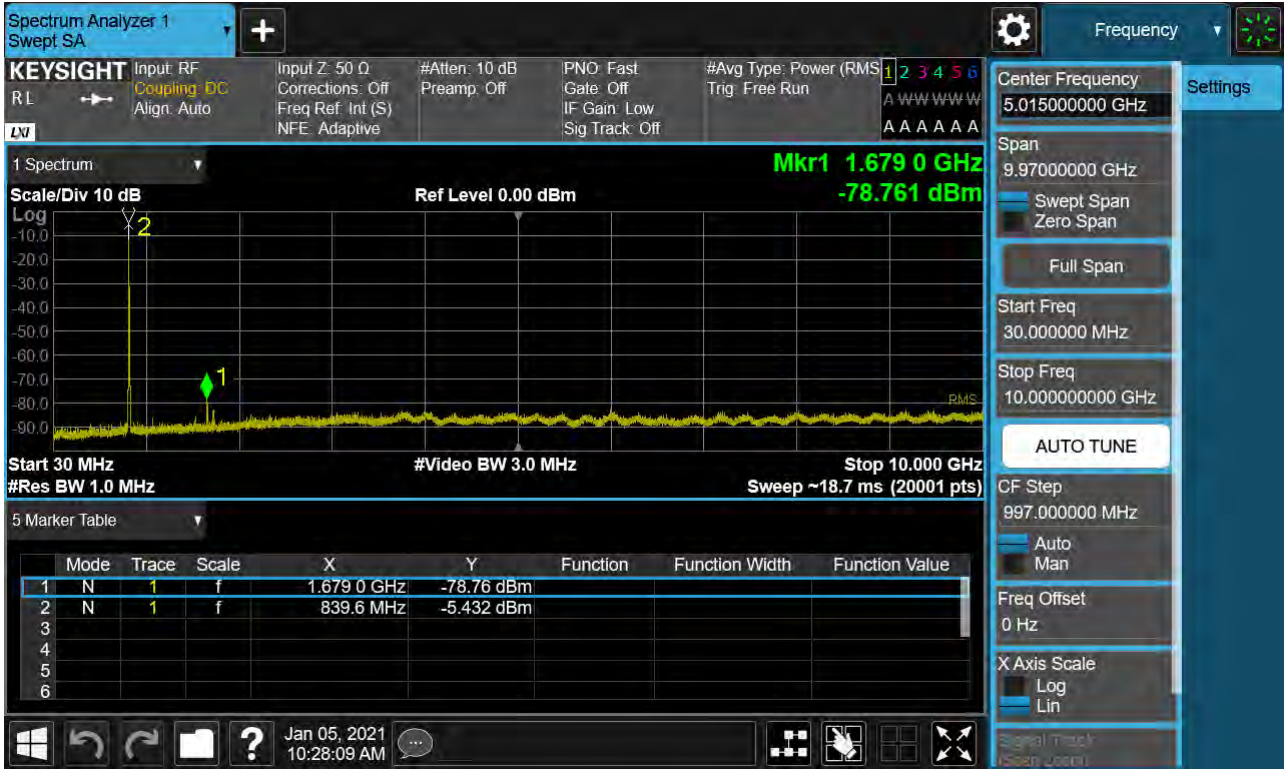 Spectrum Analyzer 1
Swept SA
+
Frequency
KEYSIGHT
RL
LXI
Input: RF
Coupling: DC
Align: Auto
Input Z: 50 Ω
Corrections: Off
Freq Ref: Int (S)
NFE: Adaptive
#Atten: 10 dB
Preamp: Off
PNO: Fast
Gate: Off
IF Gain: Low
Sig Track: Off
#Avg Type: Power (RMS
Trig: Free Run
1 2 3 4 5 6
A W W W W W
A A A A A A
1 Spectrum
Mkr1 1.679 0 GHz
-78.761 dBm
Scale/Div 10 dB
Ref Level 0.00 dBm
Log
-10.0
-20.0
-30.0
-40.0
-50.0
-60.0
-70.0
-80.0
-90.0
2
1
RMS
Start 30 MHz
#Video BW 3.0 MHz
Stop 10.000 GHz
#Res BW 1.0 MHz
Sweep ~18.7 ms (20001 pts)
5 Marker Table
Mode Trace Scale X Y Function Function Width Function Value
1 N 1 f 1.679 0 GHz -78.76 dBm
2 N 1 f 839.6 MHz -5.432 dBm
3
4
5
6
?
Jan 05, 2021
10:28:09 AM
Center Frequency
5.015000000 GHz
Settings
Span
9.97000000 GHz
Swept Span
Zero Span
Full Span
Start Freq
30.000000 MHz
Stop Freq
10.000000000 GHz
AUTO TUNE
CF Step
997.000000 MHz
Auto
Man
Freq Offset
0 Hz
X Axis Scale
Log
Lin
Signal Track
(Span Zoom)